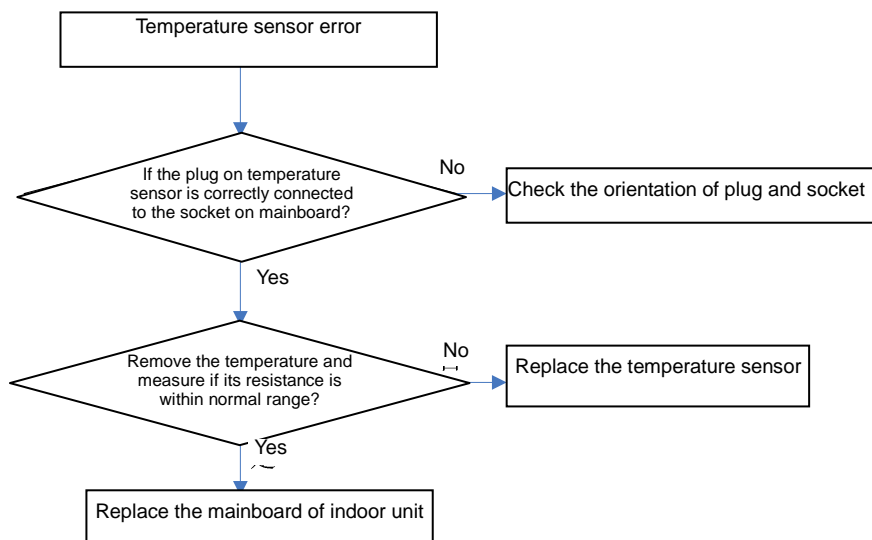 Temperature sensor error
If the plug on temperature
sensor is correctly connected
to the socket on mainboard?
No
Check the orientation of plug and socket
Yes
Remove the temperature and
measure if its resistance is
within normal range?
No
Replace the temperature sensor
Yes
Replace the mainboard of indoor unit